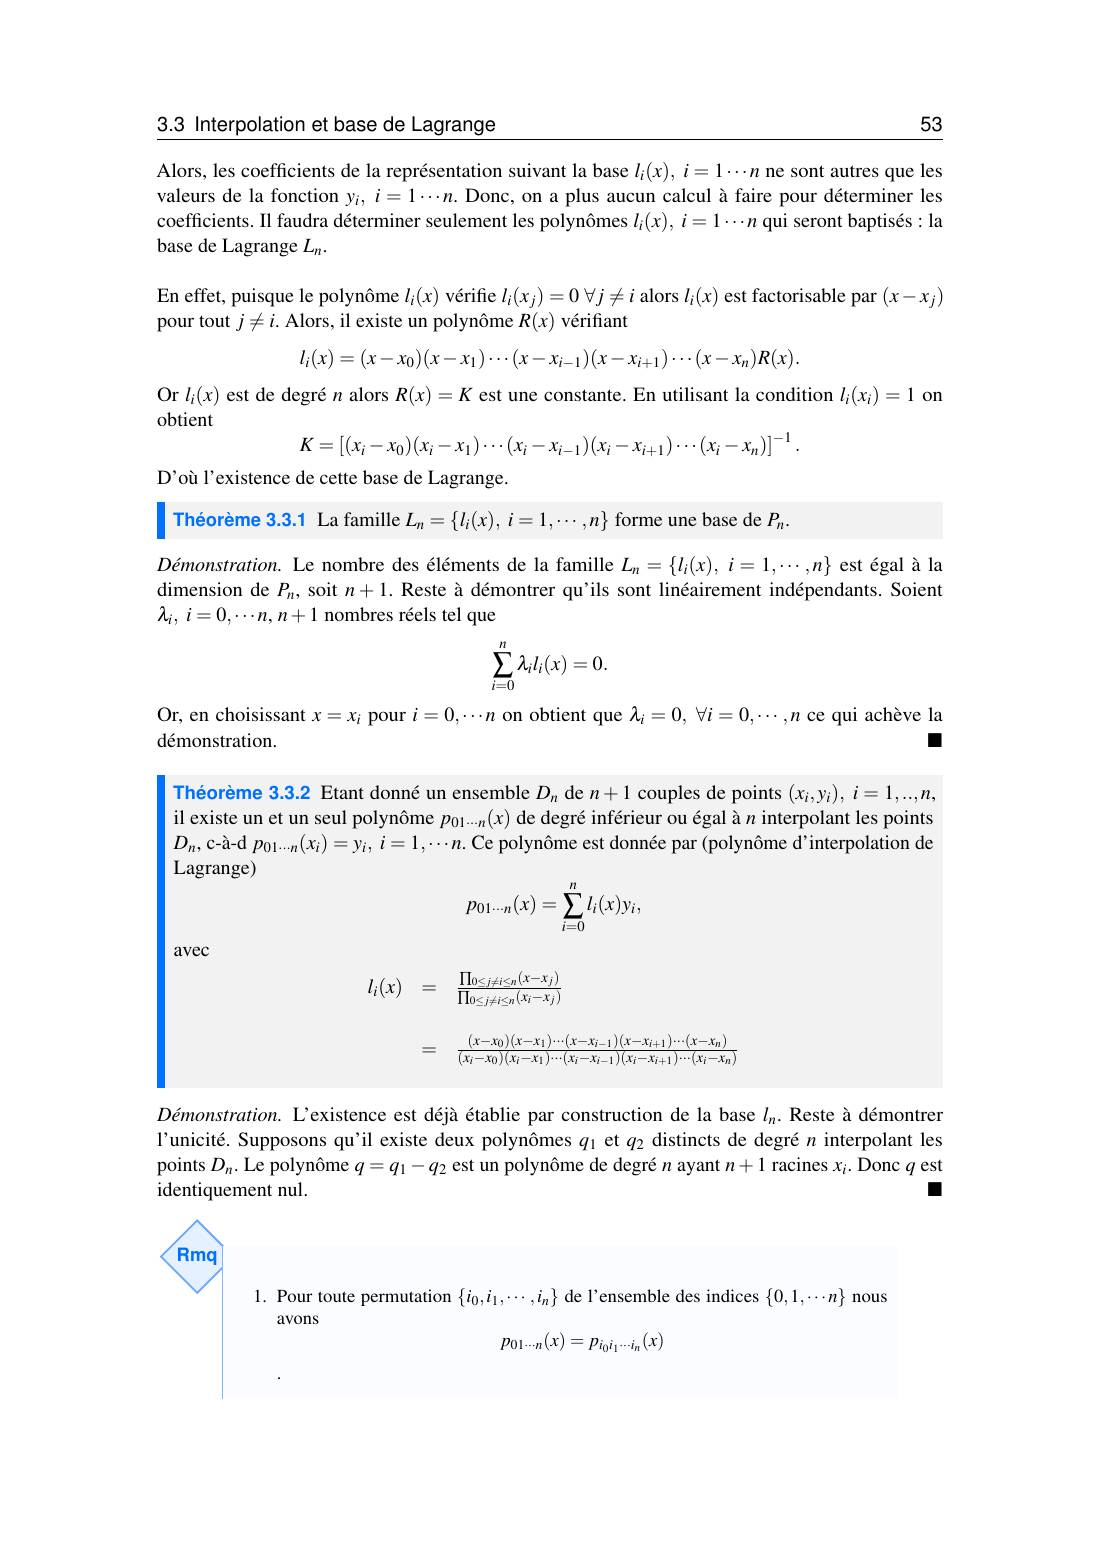 3.3 Interpolation et base de Lagrange 53
Alors, les coefficients de la représentation suivant la base l_i(x), i = 1···n ne sont autres que les
valeurs de la fonction y_i, i = 1···n. Donc, on a plus aucun calcul à faire pour déterminer les
coefficients. Il faudra déterminer seulement les polynômes l_i(x), i = 1···n qui seront baptisés : la
base de Lagrange L_n.
En effet, puisque le polynôme l_i(x) vérifie l_i(x_j) = 0 ∀j ≠ i alors l_i(x) est factorisable par (x − x_j)
pour tout j ≠ i. Alors, il existe un polynôme R(x) vérifiant
l_i(x) = (x − x_0)(x − x_1)···(x − x_{i−1})(x − x_{i+1})···(x − x_n)R(x).
Or l_i(x) est de degré n alors R(x) = K est une constante. En utilisant la condition l_i(x_i) = 1 on
obtient
K = [(x_i − x_0)(x_i − x_1)···(x_i − x_{i−1})(x_i − x_{i+1})···(x_i − x_n)]^{−1}.
D'où l'existence de cette base de Lagrange.
Théorème 3.3.1 La famille L_n = {l_i(x), i = 1,··· ,n} forme une base de P_n.
Démonstration. Le nombre des éléments de la famille L_n = {l_i(x), i = 1,··· ,n} est égal à la
dimension de P_n, soit n + 1. Reste à démontrer qu'ils sont linéairement indépendants. Soient
λ_i, i = 0,···n, n + 1 nombres réels tel que
∑_{i=0}^{n} λ_i l_i(x) = 0.
Or, en choisissant x = x_i pour i = 0,···n on obtient que λ_i = 0, ∀i = 0,··· ,n ce qui achève la
démonstration. ■
Théorème 3.3.2 Etant donné un ensemble D_n de n + 1 couples de points (x_i,y_i), i = 1,..,n,
il existe un et un seul polynôme p_{01···n}(x) de degré inférieur ou égal à n interpolant les points
D_n, c-à-d p_{01···n}(x_i) = y_i, i = 1,···n. Ce polynôme est donnée par (polynôme d'interpolation de
Lagrange)
p_{01···n}(x) = ∑_{i=0}^{n} l_i(x)y_i,
avec
l_i(x) = \frac{∏_{0≤j≠i≤n}(x−x_j)}{∏_{0≤j≠i≤n}(x_i−x_j)}
= \frac{(x−x_0)(x−x_1)···(x−x_{i−1})(x−x_{i+1})···(x−x_n)}{(x_i−x_0)(x_i−x_1)···(x_i−x_{i−1})(x_i−x_{i+1})···(x_i−x_n)}
Démonstration. L'existence est déjà établie par construction de la base l_n. Reste à démontrer
l'unicité. Supposons qu'il existe deux polynômes q_1 et q_2 distincts de degré n interpolant les
points D_n. Le polynôme q = q_1 − q_2 est un polynôme de degré n ayant n + 1 racines x_i. Donc q est
identiquement nul. ■
Rmq
1. Pour toute permutation {i_0,i_1,··· ,i_n} de l'ensemble des indices {0,1,···n} nous
avons
p_{01···n}(x) = p_{i_0i_1···i_n}(x)
.